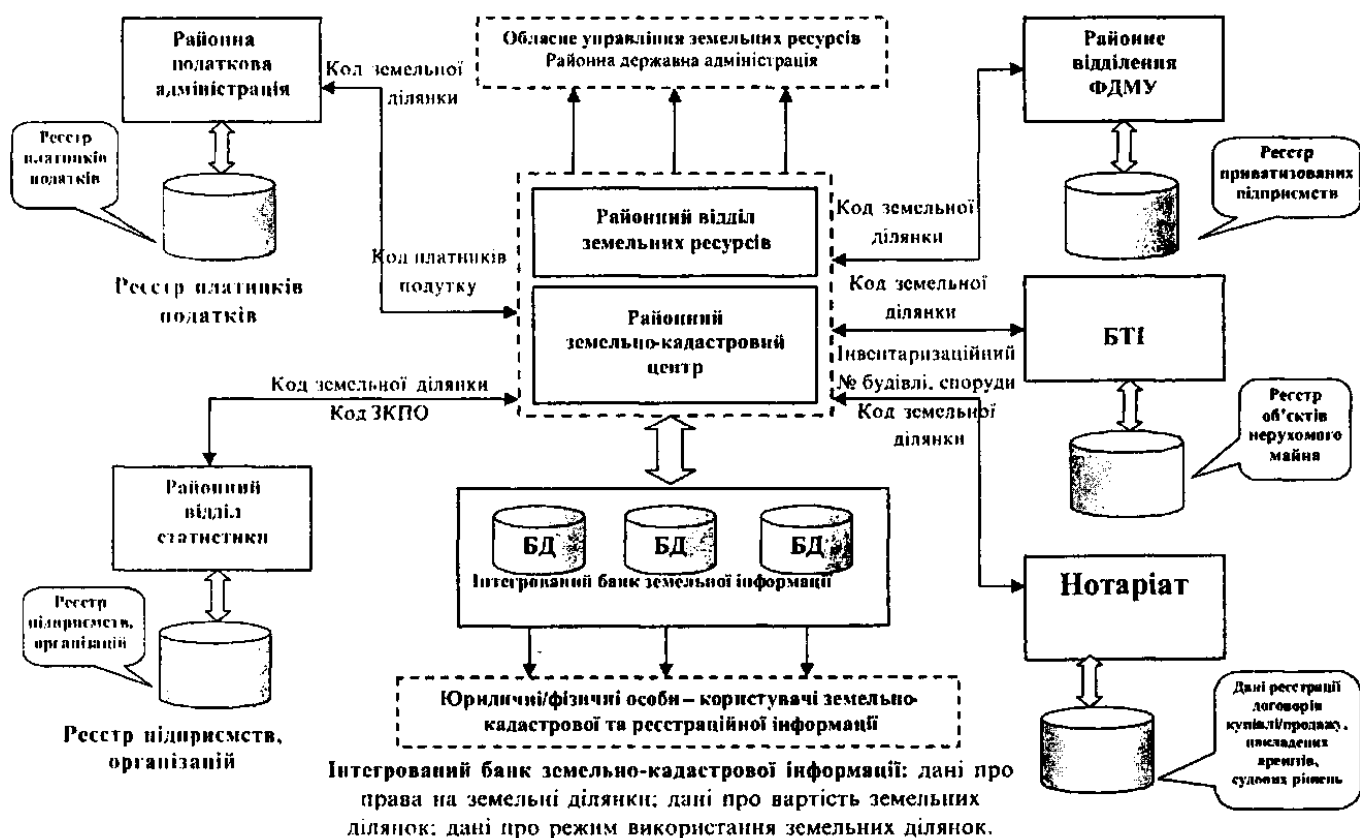 Районна
податкова
адміністрація
Код земельної
ділянки
Обласне управління земельних ресурсів
Районна державна адміністрація
Районне
відділення
ФДМУ
Реєстр
платників
податків
Реєстр
приватизованих
підприємств
Районний відділ
земельних ресурсів
Код земельної
ділянки
Код платників
податку
Реєстр платників
податків
Районний
земельно-кадастровий
центр
Код земельної
ділянки
БТІ
Інвентаризаційний
№ будівлі, споруди
Код земельної
ділянки
Код земельної ділянки
Код ЗКПО
Реєстр
об'єктів
нерухомого
майна
Районний
відділ
статистики
БД
БД
БД
Інтегрований банк земельної інформації
Нотаріат
Реєстр
підприємств,
організацій
Юридичні/фізичні особи – користувачі земельно-
кадастрової та реєстраційної інформації
Дані реєстрації
договорів
купівлі/продажу,
накладених
арештів,
судових рішень
Реєстр підприємств,
організацій
Інтегрований банк земельно-кадастрової інформації: дані про
права на земельні ділянки; дані про вартість земельних
ділянок; дані про режим використання земельних ділянок.